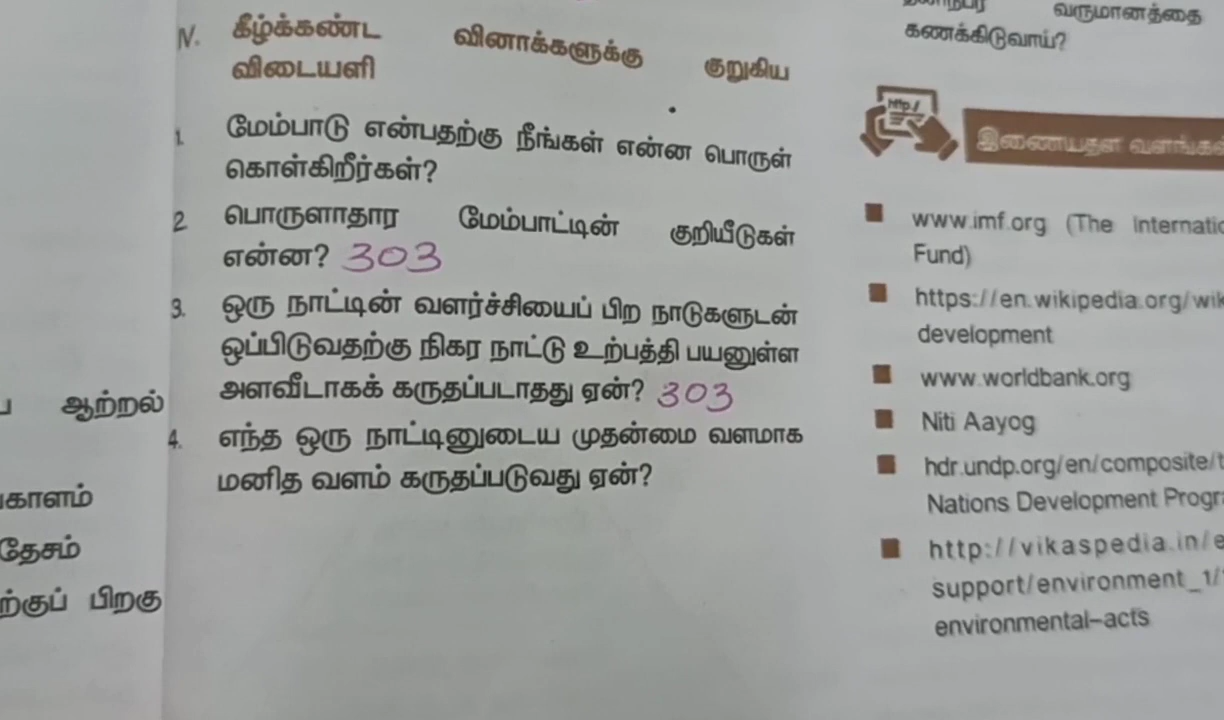 ஆற்றல்
தேசம்
பிறகு
IV. கீழ்க்கண்ட வினாக்களுக்கு குறுகிய
விடையளி
1. மேம்பாடு என்பதற்கு நீங்கள் என்ன பொருள்
கொள்கிறீர்கள்?
2 பொருளாதார மேம்பாட்டின் குறியீடுகள்
என்ன? 303
3. ஒரு நாட்டின் வளர்ச்சியைப் பிற நாடுகளுடன்
ஒப்பிடுவதற்கு நிகர நாட்டு உற்பத்தி பயனுள்ள
அளவீடாகக் கருதப்படாதது ஏன்? 303
4. எந்த ஒரு நாட்டினுடைய முதன்மை வளமாக
மனித வளம் கருதப்படுவது ஏன்?
வருமானத்தை
கணக்கிடுவாய்?
http:/
இணையதள
www.imf.org (The Internatio
Fund)
https://en.wikipedia.org/wik
development
www.worldbank.org
Niti Aayog
hdr.undp.org/en/composite/t
Nations Development Progr
http://vikaspedia.in/e
support/environment_1/
environmental–acts